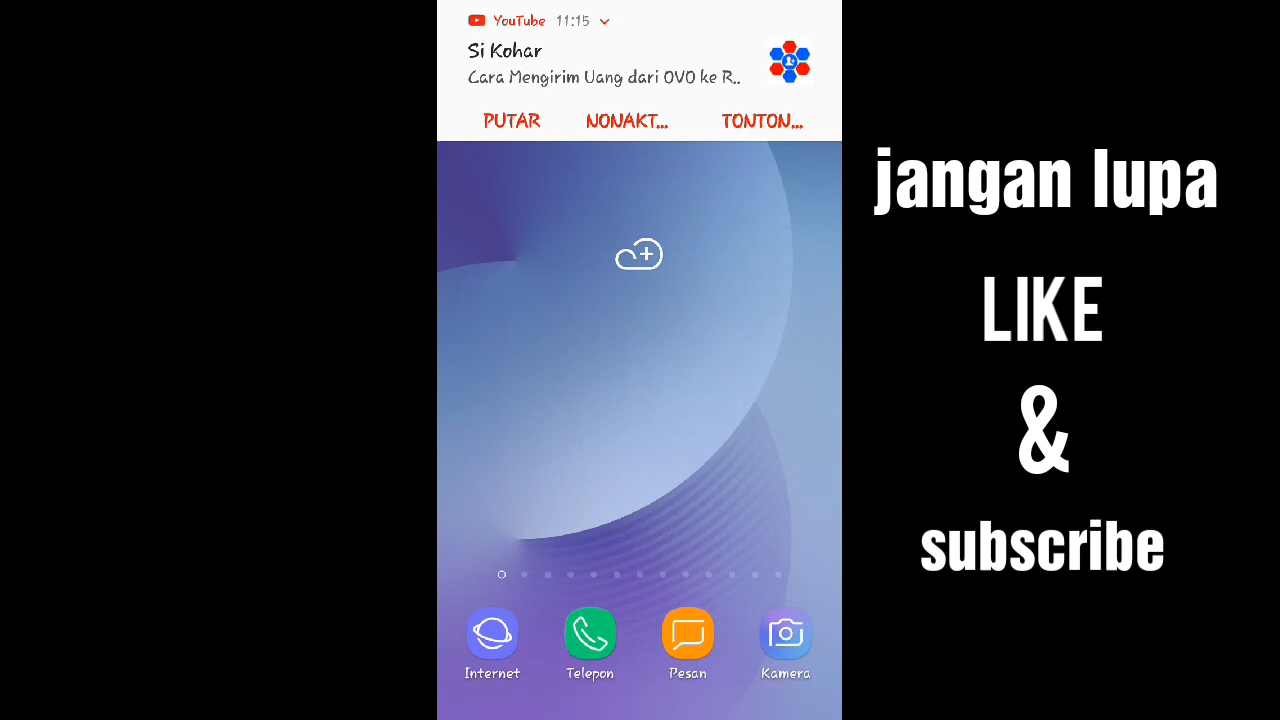 YouTube 11:15
Si Kohar
Cara Mengirim Uang dari OVO ke R..
PUTAR NONAKT... TONTON...
jangan lupa
LIKE
&
subscribe
Internet Telepon Pesan Kamera